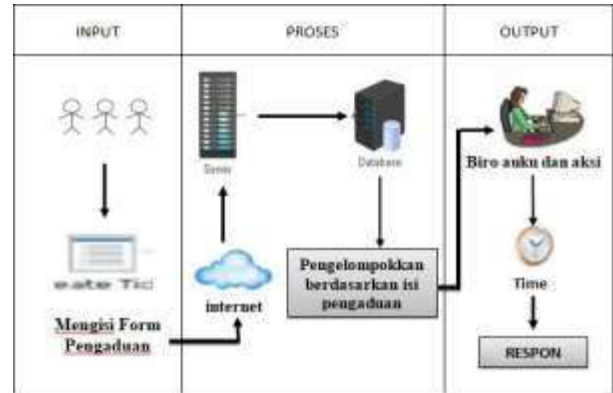 INPUT
PROSES
OUTPUT
Server
Database
Mengisi Form
Pengaduan
internet
Pengelompokkan
berdasarkan isi
pengaduan
Biro auku dan aksi
Time
RESPON